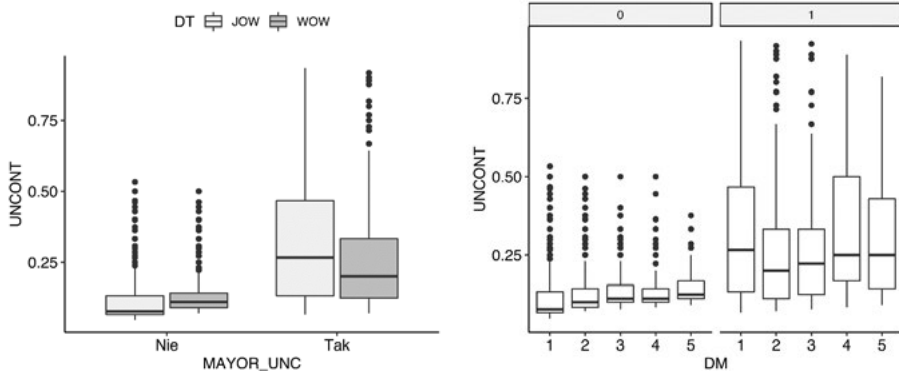 DT JOW WOW
UNCONT
0.75
0.50
0.25
Nie Tak
MAYOR_UNC
0 1
UNCONT
0.75
0.50
0.25
1 2 3 4 5 1 2 3 4 5
DM